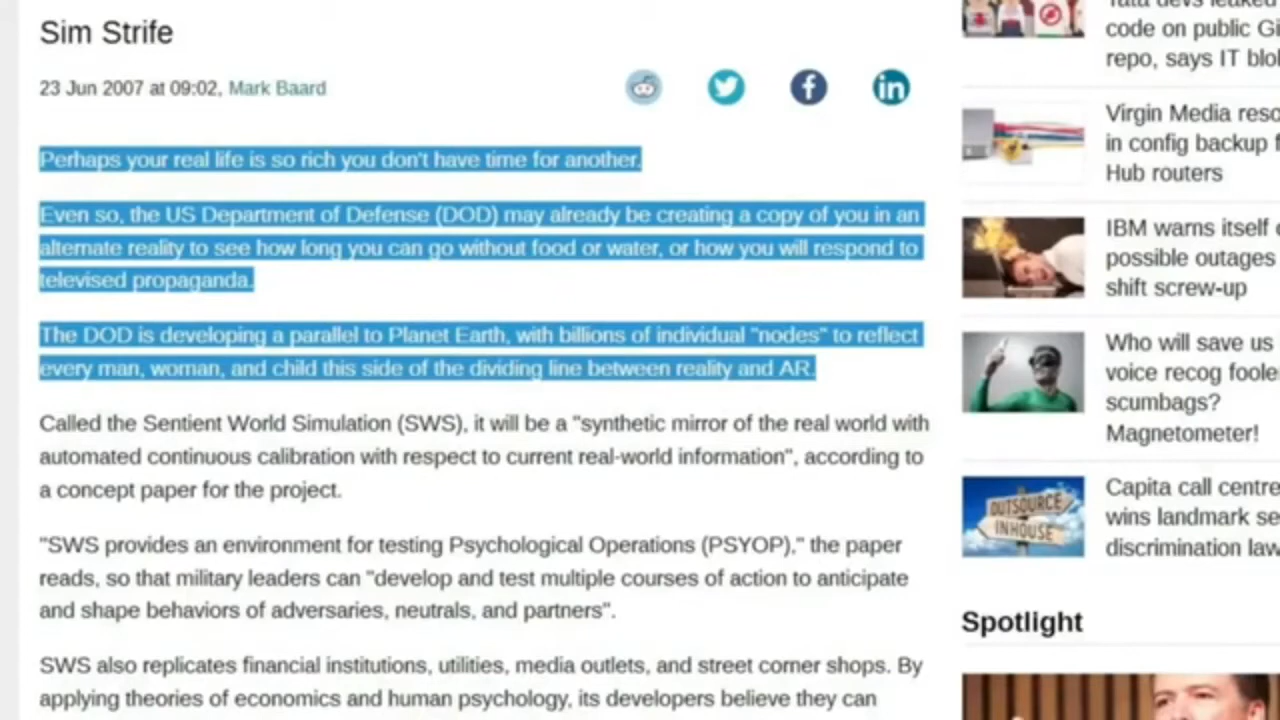 Sim Strife
23 Jun 2007 at 09:02, Mark Baard
Perhaps your real life is so rich you don't have time for another.
Even so, the US Department of Defense (DOD) may already be creating a copy of you in an
alternate reality to see how long you can go without food or water, or how you will respond to
televised propaganda.
The DOD is developing a parallel to Planet Earth, with billions of individual "nodes" to reflect
every man, woman, and child this side of the dividing line between reality and AR.
Called the Sentient World Simulation (SWS), it will be a "synthetic mirror of the real world with
automated continuous calibration with respect to current real-world information", according to
a concept paper for the project.
"SWS provides an environment for testing Psychological Operations (PSYOP)," the paper
reads, so that military leaders can "develop and test multiple courses of action to anticipate
and shape behaviors of adversaries, neutrals, and partners".
SWS also replicates financial institutions, utilities, media outlets, and street corner shops. By
applying theories of economics and human psychology, its developers believe they can
Tata devs leaked
code on public Gi
repo, says IT blo
Virgin Media reso
in config backup f
Hub routers
IBM warns itself
possible outages
shift screw-up
Who will save us
voice recog foole
scumbags?
Magnetometer!
OUTSOURCE
INHOUSE
Capita call centre
wins landmark se
discrimination law
Spotlight